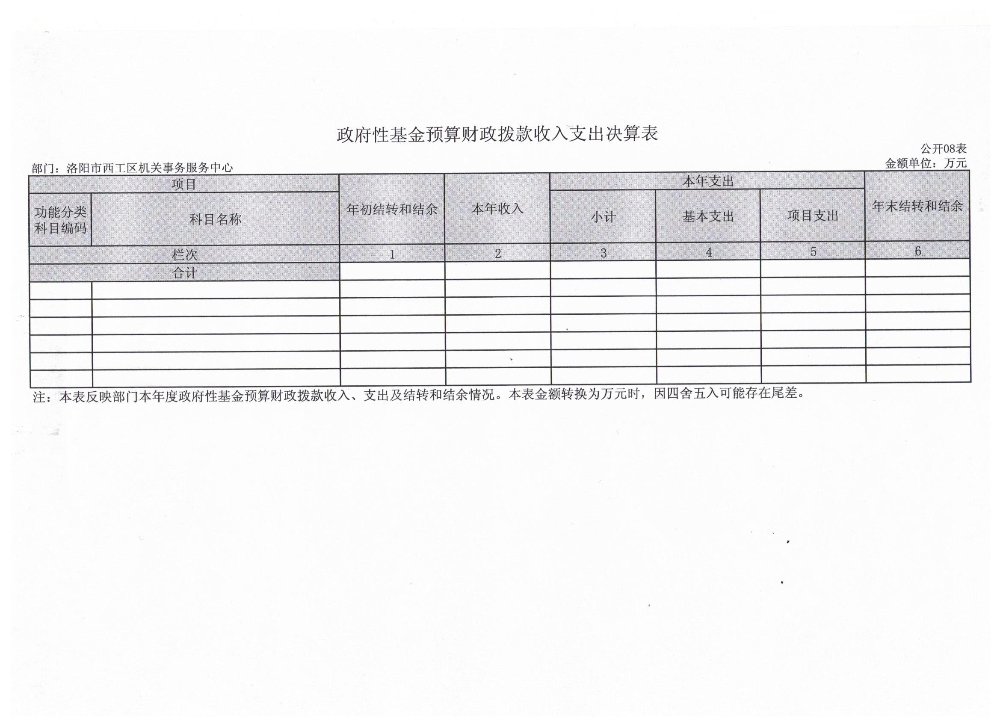 政府性基金预算财政拨款收入支出决算表
公开08表
部门：洛阳市西工区机关事务服务中心
金额单位：万元
项目
年初结转和结余
本年收入
本年支出
年末结转和结余
功能分类
科目编码
科目名称
小计
基本支出
项目支出
栏次
1
2
3
4
5
6
合计
注：本表反映部门本年度政府性基金预算财政拨款收入、支出及结转和结余情况。本表金额转换为万元时，因四舍五入可能存在尾差。